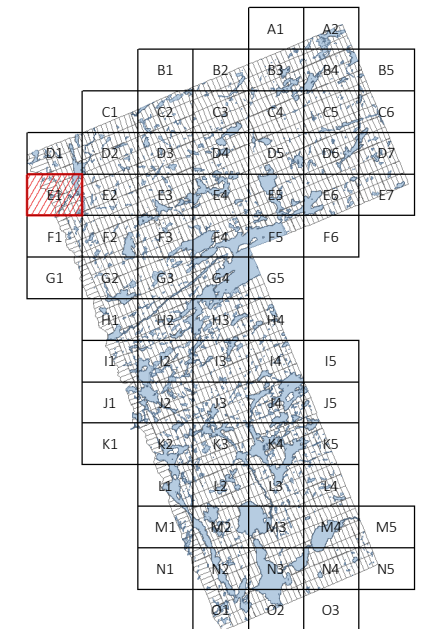 A1 A2
B1 B2 B3 B4 B5
C1 C2 C3 C4 C5 C6
D1 D2 D3 D4 D5 D6 D7
E1 E2 E3 E4 E5 E6 E7
F1 F2 F3 F4 F5 F6
G1 G2 G3 G4 G5
H1 H2 H3 H4
I1 I2 I3 I4 I5
J1 J2 J3 J4 J5
K1 K2 K3 K4 K5
L1 L2 L3 L4
M1 M2 M3 M4 M5
N1 N2 N3 N4 N5
O1 O2 O3